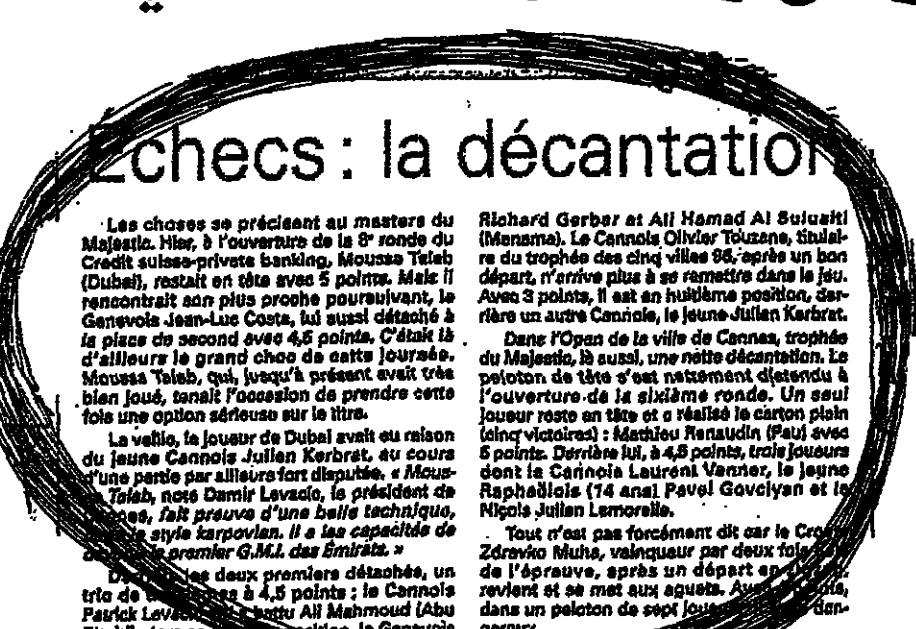 Échecs : la décantation
Les choses se précisent au masters du
Majestic. Hier, à l'ouverture de la 8e ronde du
Credit suisse-private banking, Moussa Taleb
(Dubeï), restait en tête avec 5 points. Mais il
rencontrait son plus proche poursuivant, le
Genevois Jean-Luc Costa, lui aussi détaché à
la place de second avec 4,5 points. C'était là
d'ailleurs le grand choc de cette journée.
Moussa Taleb, qui, jusqu'à présent avait très
bien joué, tenait l'occasion de prendre cette
fois une option sérieuse sur le titre.
La veille, le joueur de Dubaï avait eu raison
du jeune Cannois Julien Kerbrat, au cours
d'une partie par ailleurs fort disputée. « Mous-
Taleb, note Damir Levacic, le président de
fait preuve d'une belle technique,
style karpovien. Il a les capacités de
le premier G.M.I. des Émirats. »
les deux premiers détachés, un
trio de à 4,5 points : le Cannois
Patrick battu Ali Mahmoud (Abu
le Genevois
Richard Gerber et Ali Hamad Al Sulaiti
(Manama). Le Cannois Olivier Touzane, titulai-
re du trophée des cinq villes 96, après un bon
départ, n'arrive plus à se remettre dans le jeu.
Avec 3 points, il est en huitième position, der-
rière un autre Cannois, le jeune Julien Kerbrat.
Dans l'Open de la ville de Cannes, trophée
du Majestic, là aussi, une nette décantation. Le
peloton de tête s'est nettement distendu à
l'ouverture de la sixième ronde. Un seul
joueur reste en tête et a réalisé le carton plein
(cinq victoires) : Mathieu Renaudin (Pau) avec
5 points. Derrière lui, à 4,5 points, trois joueurs
dont le Cannois Laurent Vanner, le jeune
Raphaëlois (14 ans) Pavel Govciyan et le
Niçois Julien Lamorelle.
Tout n'est pas forcément dit car le
Zdravko Muha, vainqueur par deux fois
de l'épreuve, après un départ en
revient et se met aux aguets.
dans un peloton de sept dan-